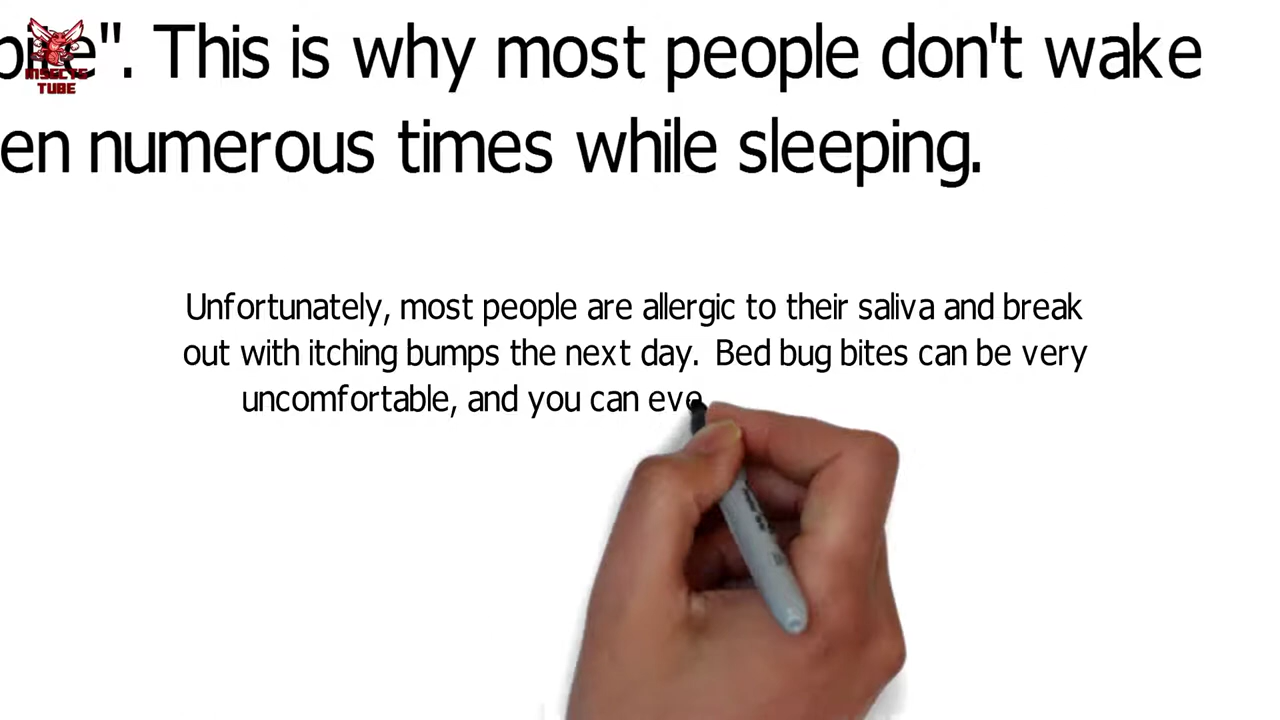 INSECTS
TUBE
bite". This is why most people don't wake
en numerous times while sleeping.
Unfortunately, most people are allergic to their saliva and break
out with itching bumps the next day. Bed bug bites can be very
uncomfortable, and you can eve